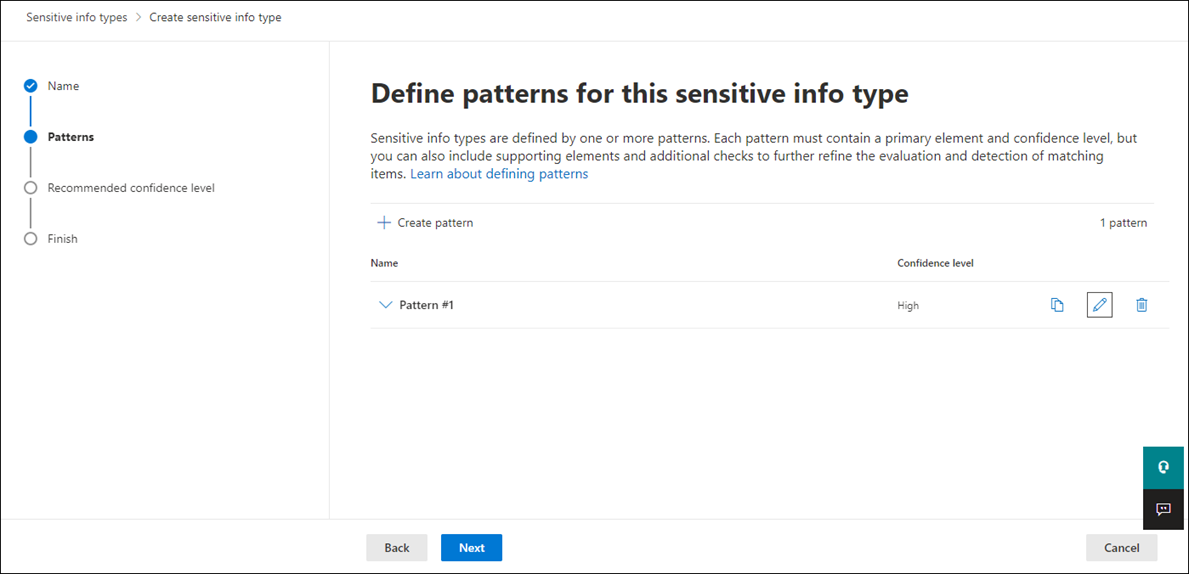 Sensitive info types > Create sensitive info type
Name
Patterns
Recommended confidence level
Finish
Define patterns for this sensitive info type
Sensitive info types are defined by one or more patterns. Each pattern must contain a primary element and confidence level, but
you can also include supporting elements and additional checks to further refine the evaluation and detection of matching
items. Learn about defining patterns
Create pattern
1 pattern
Name
Confidence level
Pattern #1
High
Back
Next
Cancel